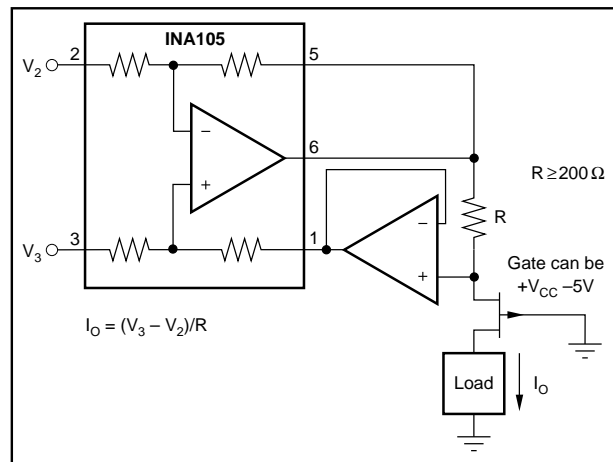 INA105
2
5
V2
6
R ≥ 200 Ω
–
+
R
–
+
3
1
V3
Gate can be
+VCC –5V
IO = (V3 – V2)/R
Load
IO